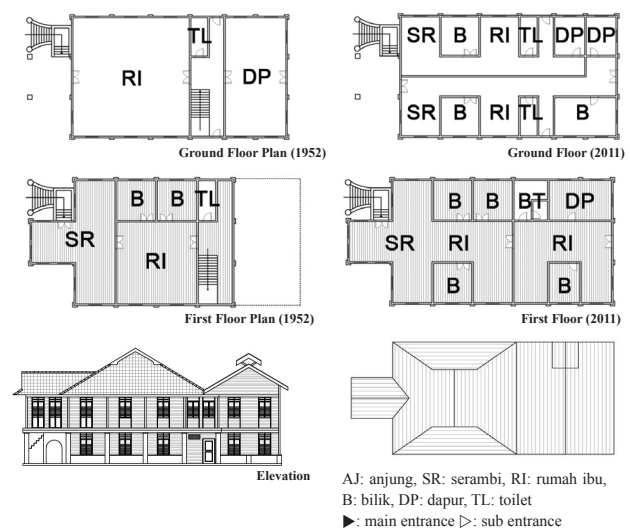 TL
RI
DP
Ground Floor Plan (1952)
SR B RI TL DP DP
SR B RI TL B
Ground Floor (2011)
B B TL
SR
RI
First Floor Plan (1952)
B B BT DP
SR RI RI
B B
First Floor (2011)
Elevation
AJ: anjung, SR: serambi, RI: rumah ibu,
B: bilik, DP: dapur, TL: toilet
▶: main entrance ▷: sub entrance